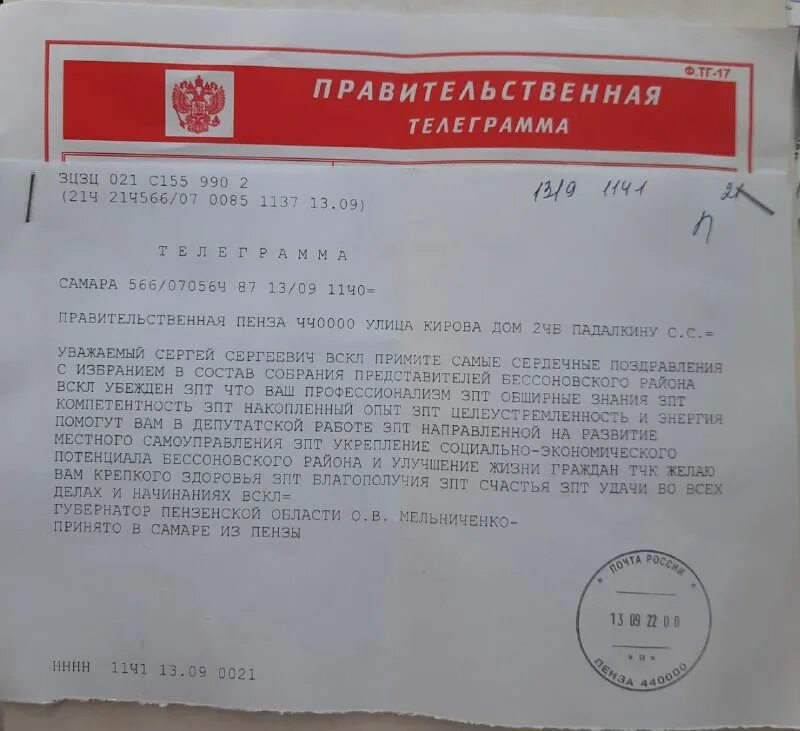 Ф.ТГ-17
ПРАВИТЕЛЬСТВЕННАЯ
ТЕЛЕГРАММА
ЗЦЗЦ 021 С155 990 2
(21Ч 21Ч566/07 0085 1137 13.09)
13/9 1141 21
П
ТЕЛЕГРАММА
САМАРА 566/07056Ч 87 13/09 11Ч0=
ПРАВИТЕЛЬСТВЕННАЯ ПЕНЗА ЧЧ0000 УЛИЦА КИРОВА ДОМ 2ЧБ ПАДАЛКИНУ С.С.=
УВАЖАЕМЫЙ СЕРГЕЙ СЕРГЕЕВИЧ ВСКЛ ПРИМИТЕ САМЫЕ СЕРДЕЧНЫЕ ПОЗДРАВЛЕНИЯ
С ИЗБРАНИЕМ В СОСТАВ СОБРАНИЯ ПРЕДСТАВИТЕЛЕЙ БЕССОНОВСКОГО РАЙОНА
ВСКЛ УБЕЖДЕН ЗПТ ЧТО ВАШ ПРОФЕССИОНАЛИЗМ ЗПТ ОБШИРНЫЕ ЗНАНИЯ ЗПТ
КОМПЕТЕНТНОСТЬ ЗПТ НАКОПЛЕННЫЙ ОПЫТ ЗПТ ЦЕЛЕУСТРЕМЛЕННОСТЬ И ЭНЕРГИЯ
ПОМОГУТ ВАМ В ДЕПУТАТСКОЙ РАБОТЕ ЗПТ НАПРАВЛЕННОЙ НА РАЗВИТИЕ
МЕСТНОГО САМОУПРАВЛЕНИЯ ЗПТ УКРЕПЛЕНИЕ СОЦИАЛЬНО-ЭКОНОМИЧЕСКОГО
ПОТЕНЦИАЛА БЕССОНОВСКОГО РАЙОНА И УЛУЧШЕНИЕ ЖИЗНИ ГРАЖДАН ТЧК ЖЕЛАЮ
ВАМ КРЕПКОГО ЗДОРОВЬЯ ЗПТ БЛАГОПОЛУЧИЯ ЗПТ СЧАСТЬЯ ЗПТ УДАЧИ ВО ВСЕХ
ДЕЛАХ И НАЧИНАНИЯХ ВСКЛ=
ГУБЕРНАТОР ПЕНЗЕНСКОЙ ОБЛАСТИ О.В. МЕЛЬНИЧЕНКО-
ПРИНЯТО В САМАРЕ ИЗ ПЕНЗЫ
* ПОЧТА РОССИИ *
13 09 22 00
* Я *
ПЕНЗА 440000
НННН 11Ч1 13.09 0021